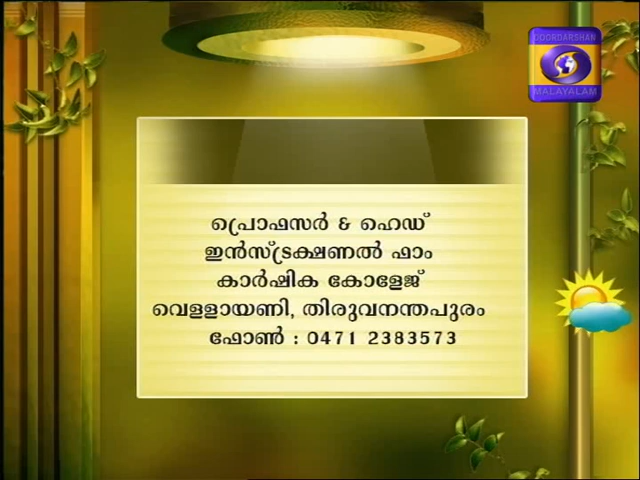 DOORDARSHAN
MALAYALAM
പ്രൊഫസർ & ഹെഡ്
ഇൻസ്ട്രക്ഷണൽ ഫാം
കാർഷിക കോളേജ്
വെള്ളായണി, തിരുവനന്തപുരം
ഫോൺ : 0471 2383573